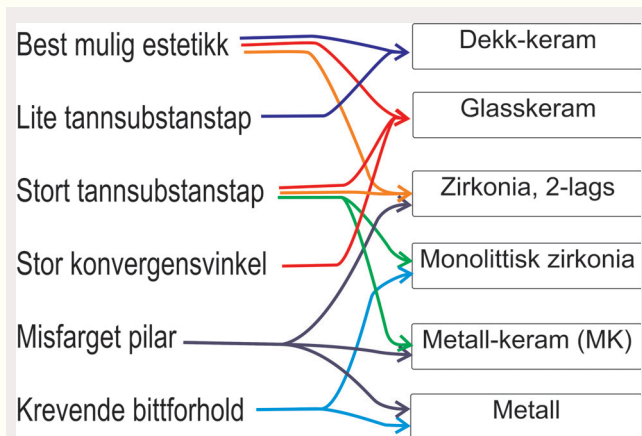 Best mulig estetikk
Lite tannsubstanstap
Stort tannsubstanstap
Stor konvergensvinkel
Misfarget pilar
Krevende bittforhold
Dekk-keram
Glasskeram
Zirkonia, 2-lags
Monolittisk zirkonia
Metall-keram (MK)
Metall